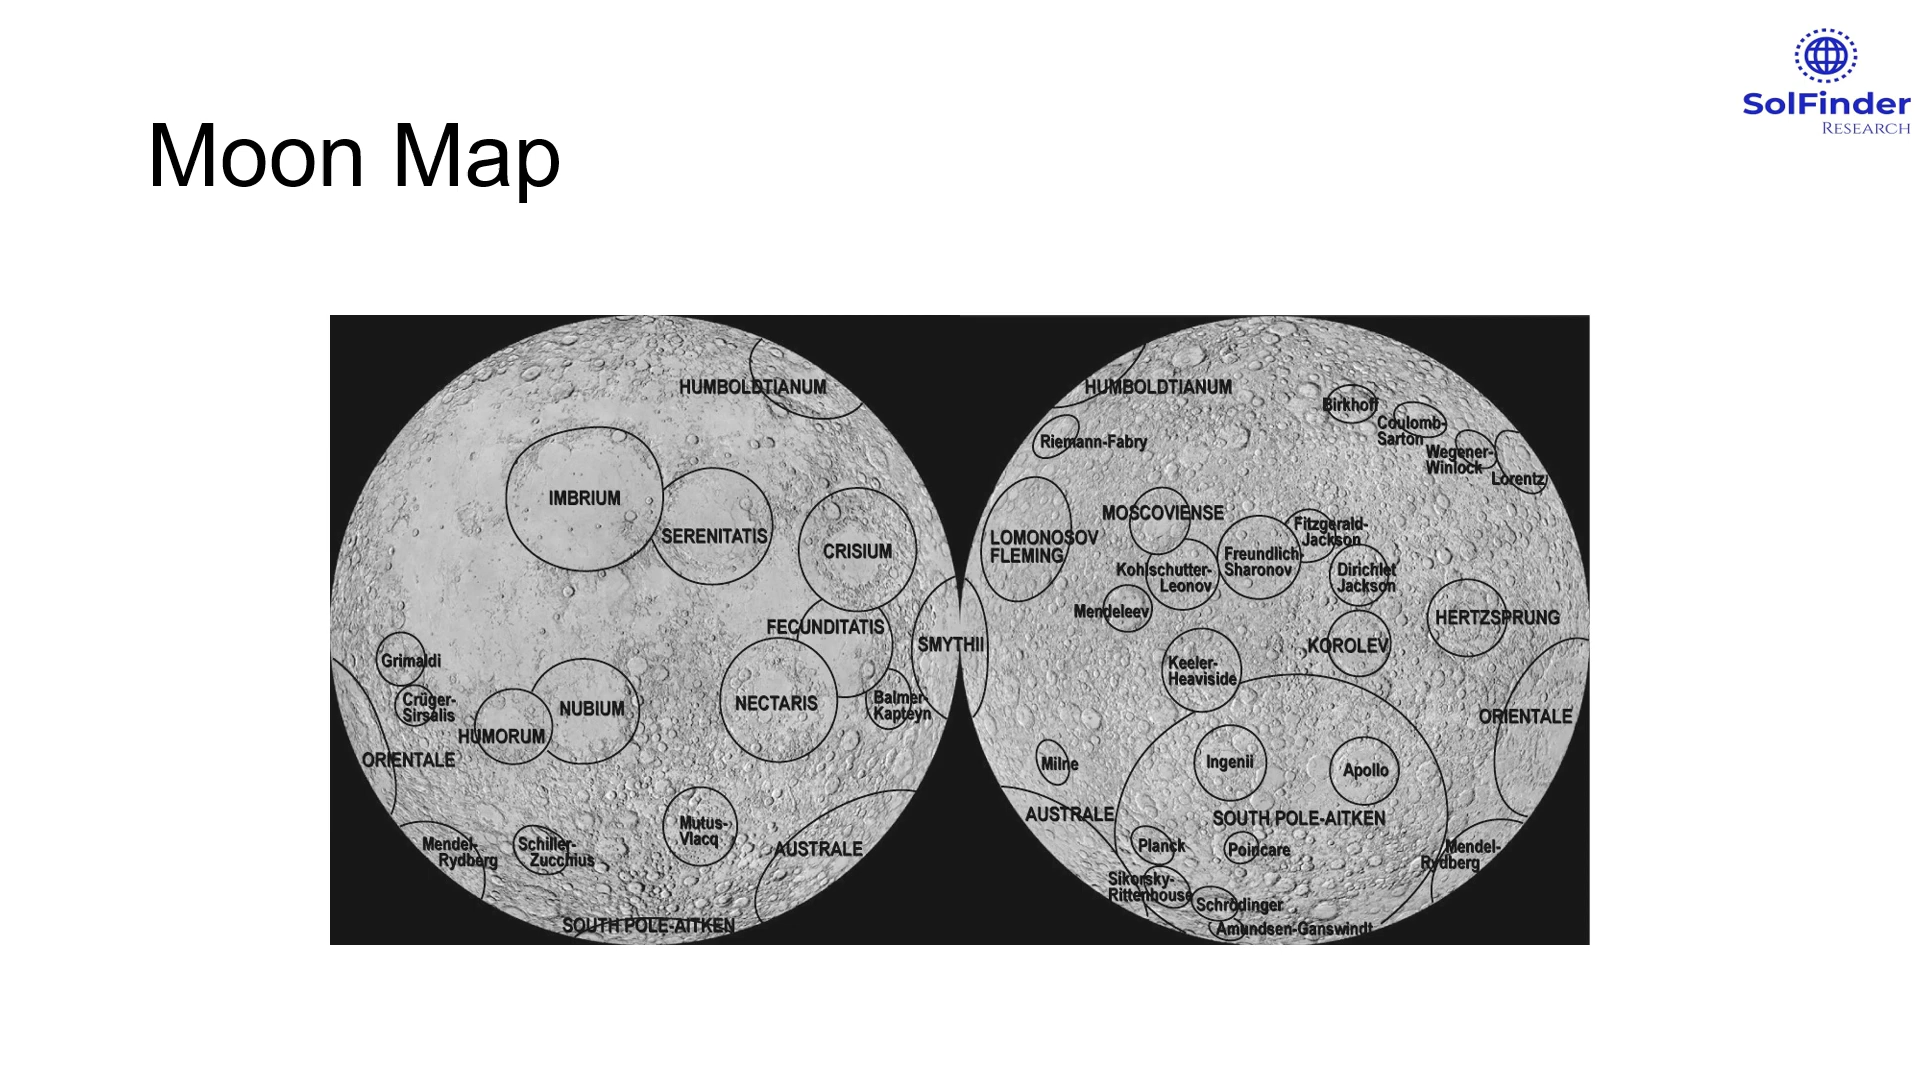 SolFinder
RESEARCH
Moon Map
HUMBOLDTIANUM
IMBRIUM
SERENITATIS
CRISIUM
FECUNDITATIS
SMYTHII
Grimaldi
Crüger-
Sirsalis
NUBIUM
NECTARIS
Balmer-
Kapteyn
HUMORUM
ORIENTALE
Mutus-
Vlacq
Mendel-
Rydberg
Schiller-
Zucchius
AUSTRALE
SOUTH POLE-AITKEN
HUMBOLDTIANUM
Birkhoff
Coulomb-
Sarton
Riemann-Fabry
Wegener-
Winlock
Lorentz
MOSCOVIENSE
LOMONOSOV
FLEMING
Fitzgerald-
Jackson
Freundlich-
Sharonov
Kohlschutter-
Leonov
Dirichlet
Jackson
Mendeleev
HERTZSPRUNG
KOROLEV
Keeler-
Heaviside
ORIENTALE
Milne
Ingenii
Apollo
AUSTRALE
SOUTH POLE-AITKEN
Planck
Poincare
Mendel-
Rydberg
Sikorsky-
Rittenhouse
Schrödinger
Amundsen-Ganswindt